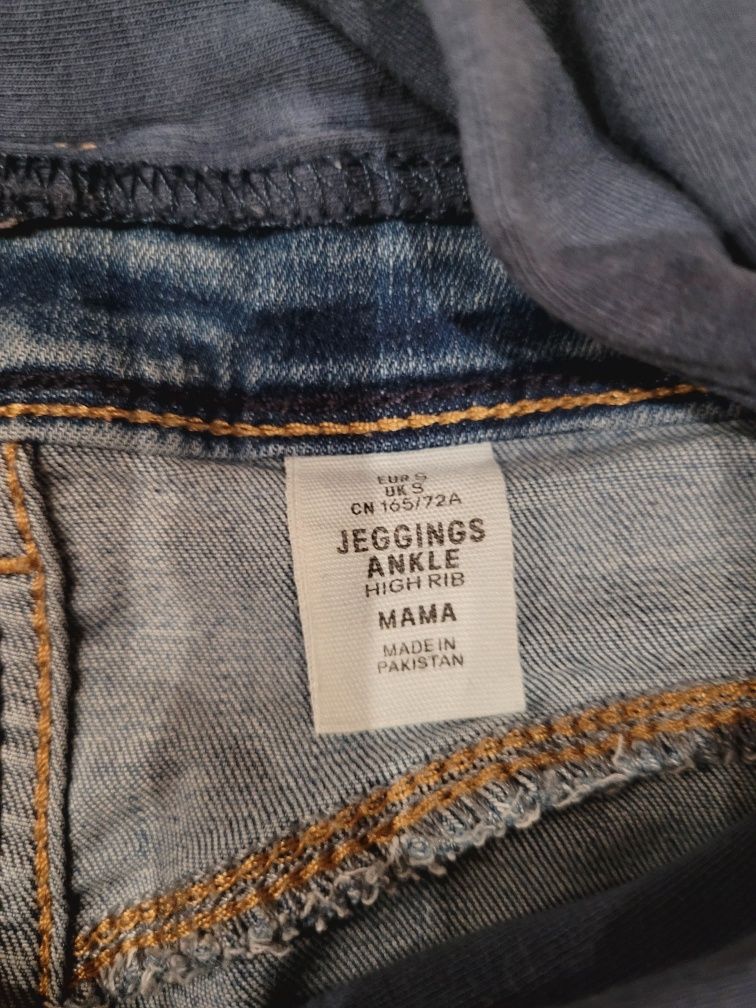 EUR S
UK S
CN 165/72A
JEGGINGS
ANKLE
HIGH RIB
MAMA
MADE IN
PAKISTAN